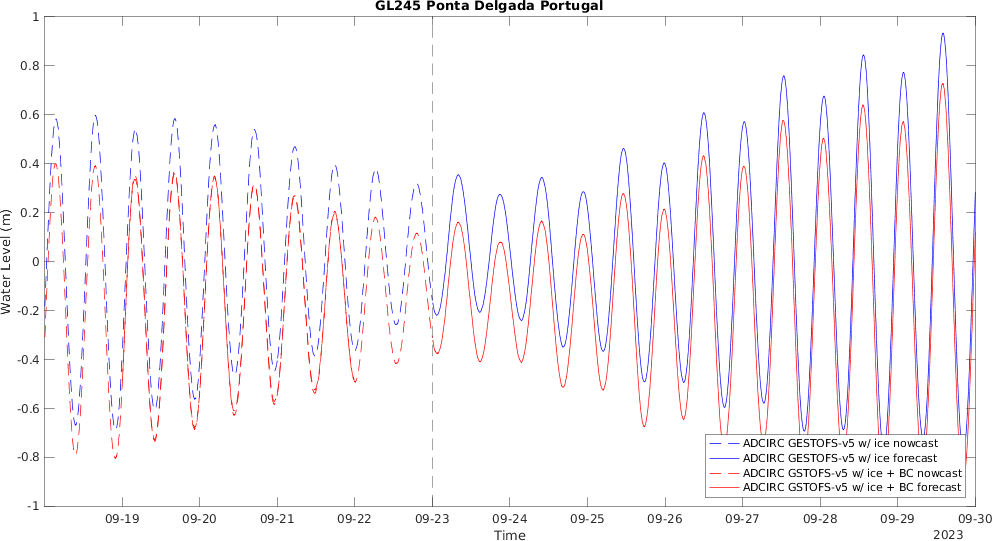 GL245 Ponta Delgada Portugal
1
0.8
0.6
0.4
0.2
0
-0.2
-0.4
-0.6
-0.8
-1
Water Level (m)
ADCIRC GESTOFS-v5 w/ ice nowcast
ADCIRC GESTOFS-v5 w/ ice forecast
ADCIRC GSTOFS-v5 w/ ice + BC nowcast
ADCIRC GSTOFS-v5 w/ ice + BC forecast
09-19 09-20 09-21 09-22 09-23 09-24 09-25 09-26 09-27 09-28 09-29 09-30
Time 2023